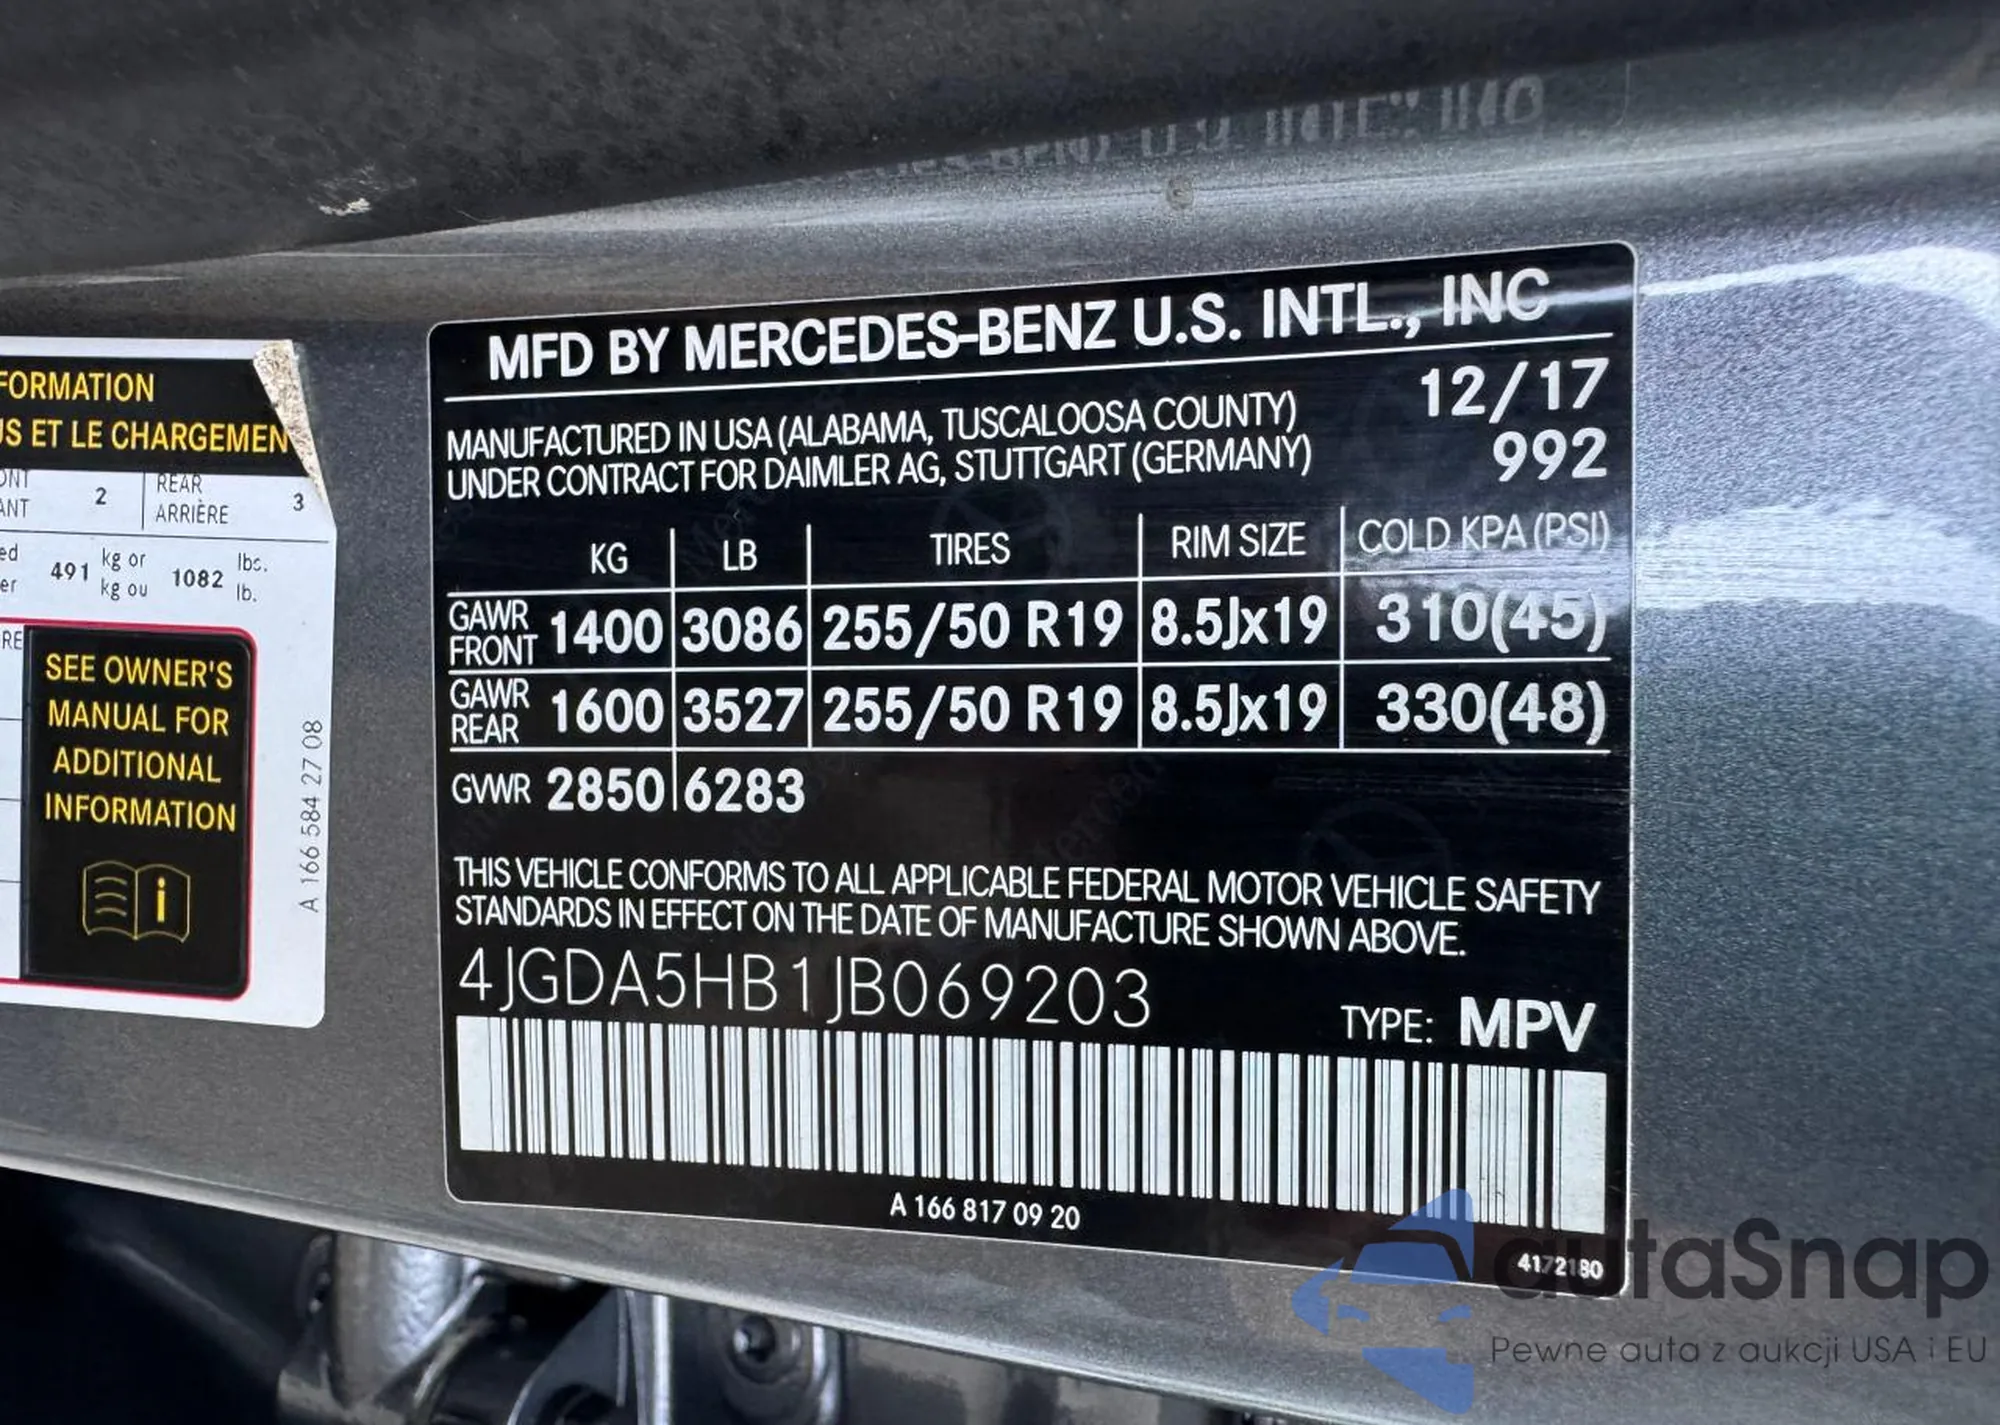 FORMATION
US ET LE CHARGEMEN
REAR
2
3
ARRIÈRE
ANT
491 kg or 1082 lbs.
kg ou lb.
SEE OWNER'S
MANUAL FOR
ADDITIONAL
INFORMATION
A 166 584 27 08
MFD BY MERCEDES-BENZ U.S. INTL., INC
12/17
MANUFACTURED IN USA (ALABAMA, TUSCALOOSA COUNTY)
UNDER CONTRACT FOR DAIMLER AG, STUTTGART (GERMANY)
992
KG LB TIRES RIM SIZE COLD KPA (PSI)
GAWR FRONT 1400 3086 255/50 R19 8.5Jx19 310(45)
GAWR REAR 1600 3527 255/50 R19 8.5Jx19 330(48)
GVWR 2850 6283
THIS VEHICLE CONFORMS TO ALL APPLICABLE FEDERAL MOTOR VEHICLE SAFETY
STANDARDS IN EFFECT ON THE DATE OF MANUFACTURE SHOWN ABOVE.
4JGDA5HB1JB069203
TYPE: MPV
A 166 817 09 20
4172180
autaSnap
Pewne auta z aukcji USA i EU